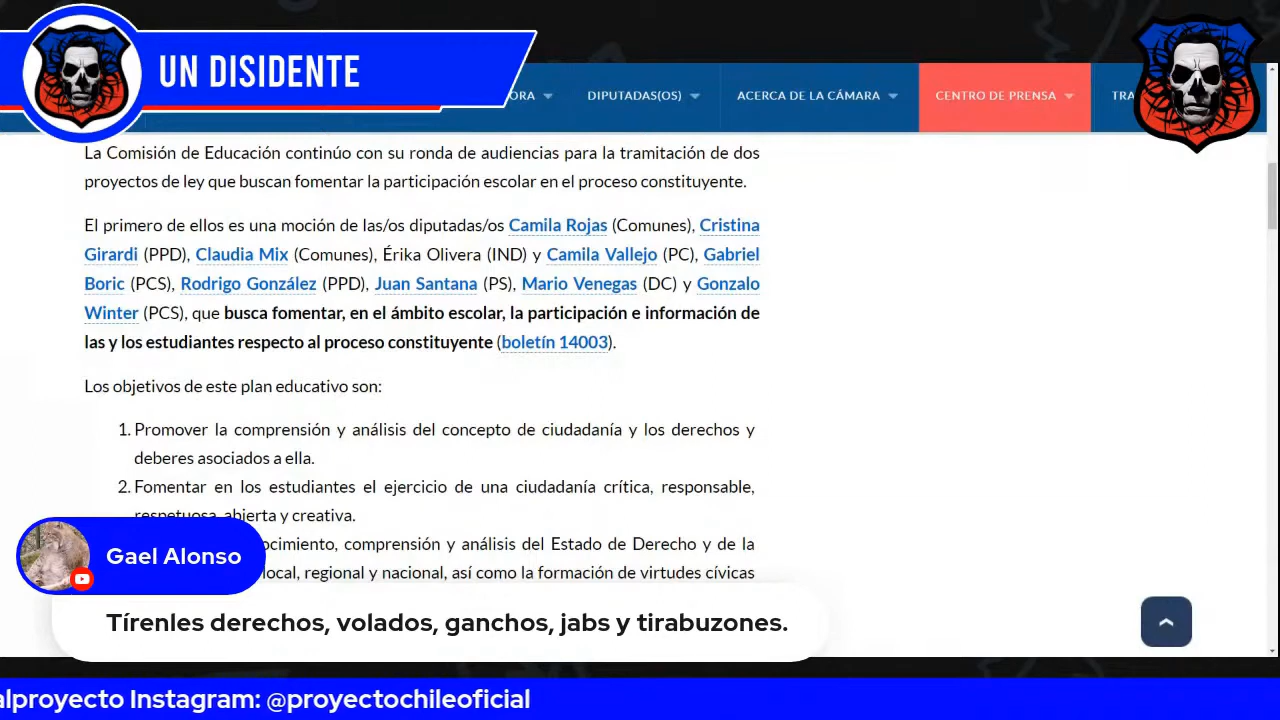 UN DISIDENTE
ORA
DIPUTADAS(OS)
ACERCA DE LA CÁMARA
CENTRO DE PRENSA
TRA
La Comisión de Educación continúo con su ronda de audiencias para la tramitación de dos
proyectos de ley que buscan fomentar la participación escolar en el proceso constituyente.
El primero de ellos es una moción de las/os diputadas/os Camila Rojas (Comunes), Cristina
Girardi (PPD), Claudia Mix (Comunes), Érika Olivera (IND) y Camila Vallejo (PC), Gabriel
Boric (PCS), Rodrigo González (PPD), Juan Santana (PS), Mario Venegas (DC) y Gonzalo
Winter (PCS), que busca fomentar, en el ámbito escolar, la participación e información de
las y los estudiantes respecto al proceso constituyente (boletín 14003).
Los objetivos de este plan educativo son:
1. Promover la comprensión y análisis del concepto de ciudadanía y los derechos y
deberes asociados a ella.
2. Fomentar en los estudiantes el ejercicio de una ciudadanía crítica, responsable,
respetuosa, abierta y creativa.
ocimiento, comprensión y análisis del Estado de Derecho y de la
local, regional y nacional, así como la formación de virtudes cívicas
Gael Alonso
Tírenles derechos, volados, ganchos, jabs y tirabuzones.
alproyecto Instagram: @proyectochileoficial